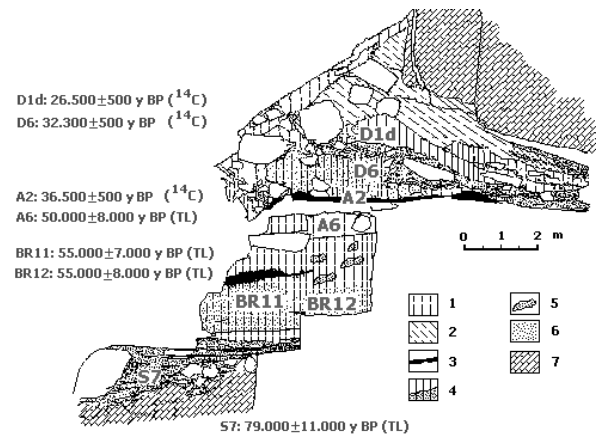 D1d: 26.500±500 y BP (14C)
D6: 32.300±500 y BP (14C)
D1d
D6
A2
A2: 36.500±500 y BP (14C)
A6: 50.000±8.000 y BP (TL)
A6
0 1 2 m
BR11: 55.000±7.000 y BP (TL)
BR12: 55.000±8.000 y BP (TL)
BR11 BR12
1 5
2 6
3 7
4
S7
S7: 79.000±11.000 y BP (TL)